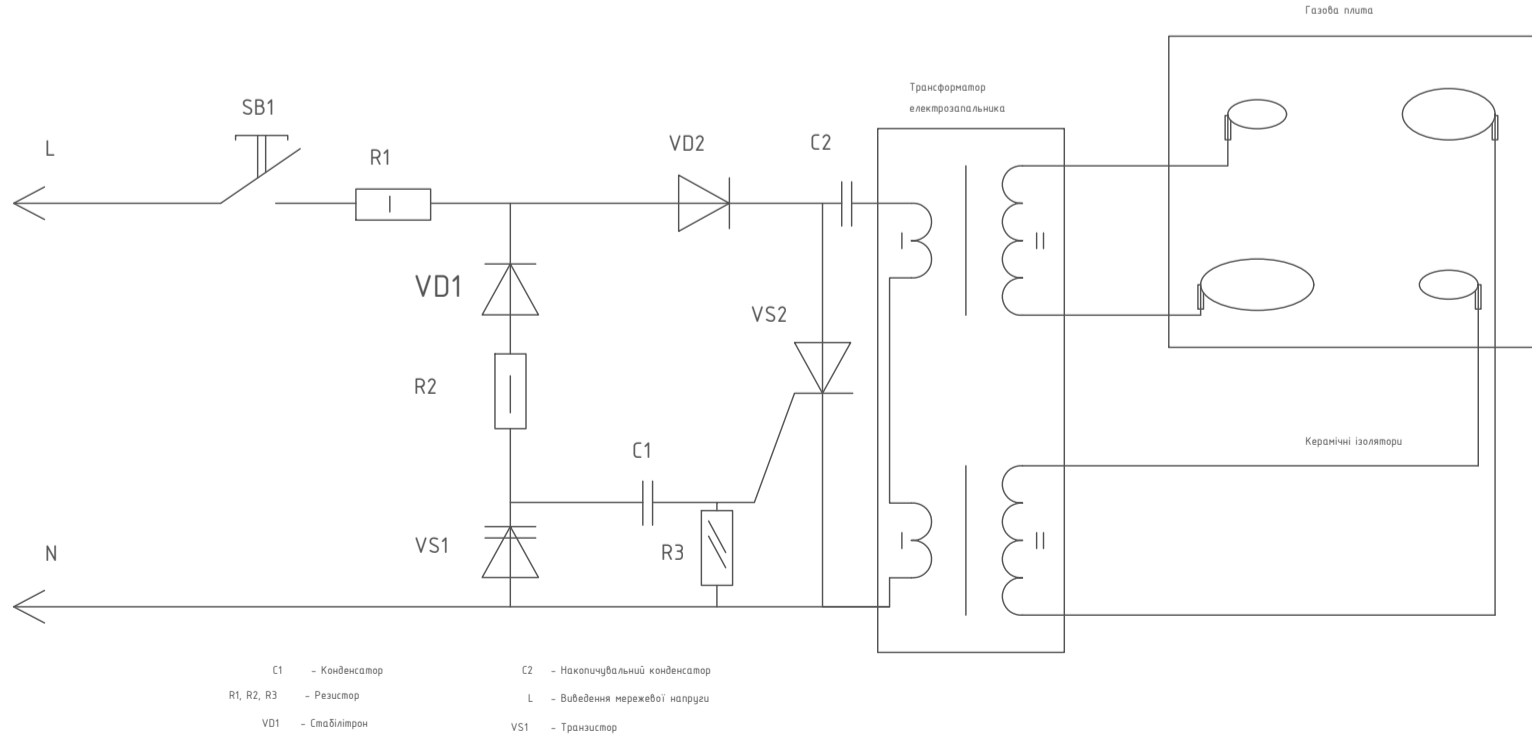 Газова плита
Трансформатор
електрозапальника
SB1
L
R1
VD2
C2
I
II
VD1
VS2
R2
C1
Керамічні ізолятори
VS1
R3
N
I
II
C1 - Конденсатор
C2 - Накопичувальний конденсатор
R1, R2, R3 - Резистор
L - Виведення мережевої напруги
VD1 - Стабілітрон
VS1 - Транзистор